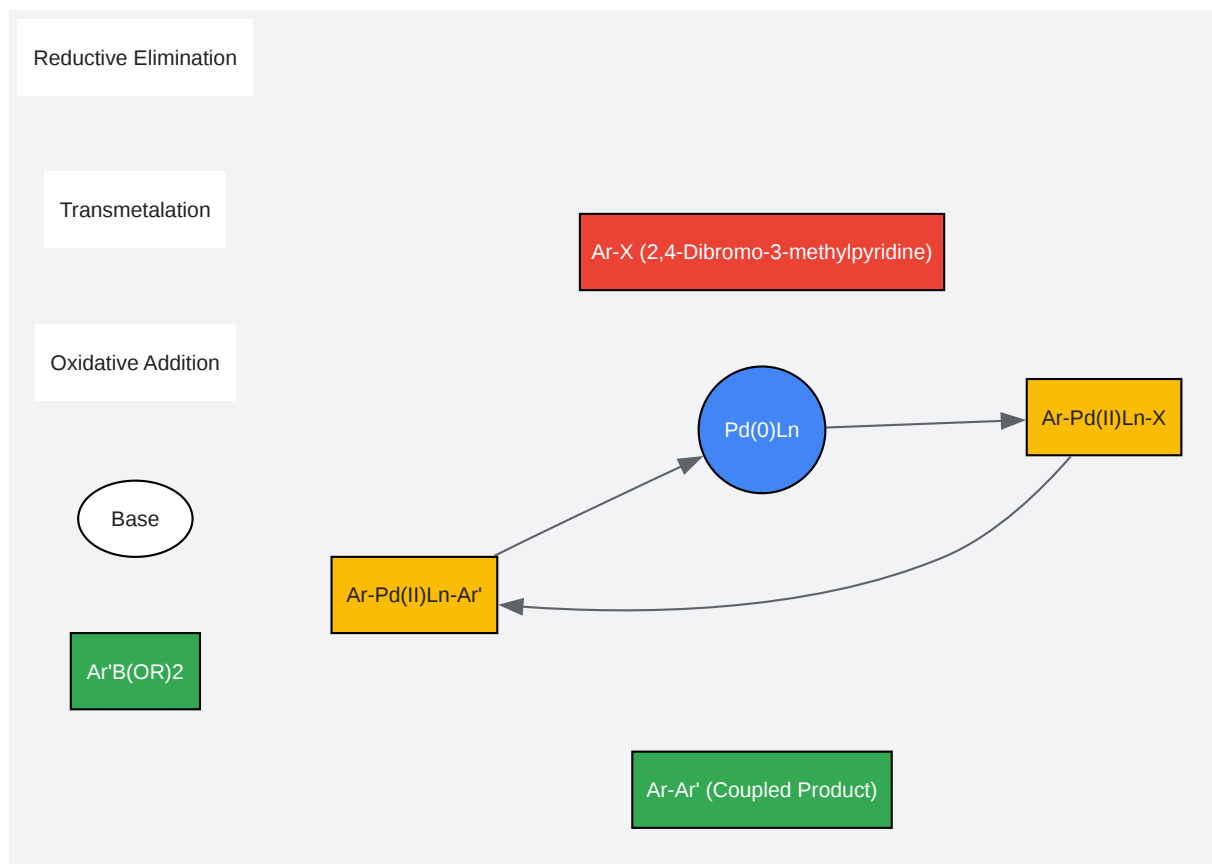 Reductive Elimination
Transmetalation
Ar-X (2,4-Dibromo-3-methylpyridine)
Oxidative Addition
Pd(0)Ln
Ar-Pd(II)Ln-X
Base
Ar-Pd(II)Ln-Ar'
Ar'B(OR)2
Ar-Ar' (Coupled Product)